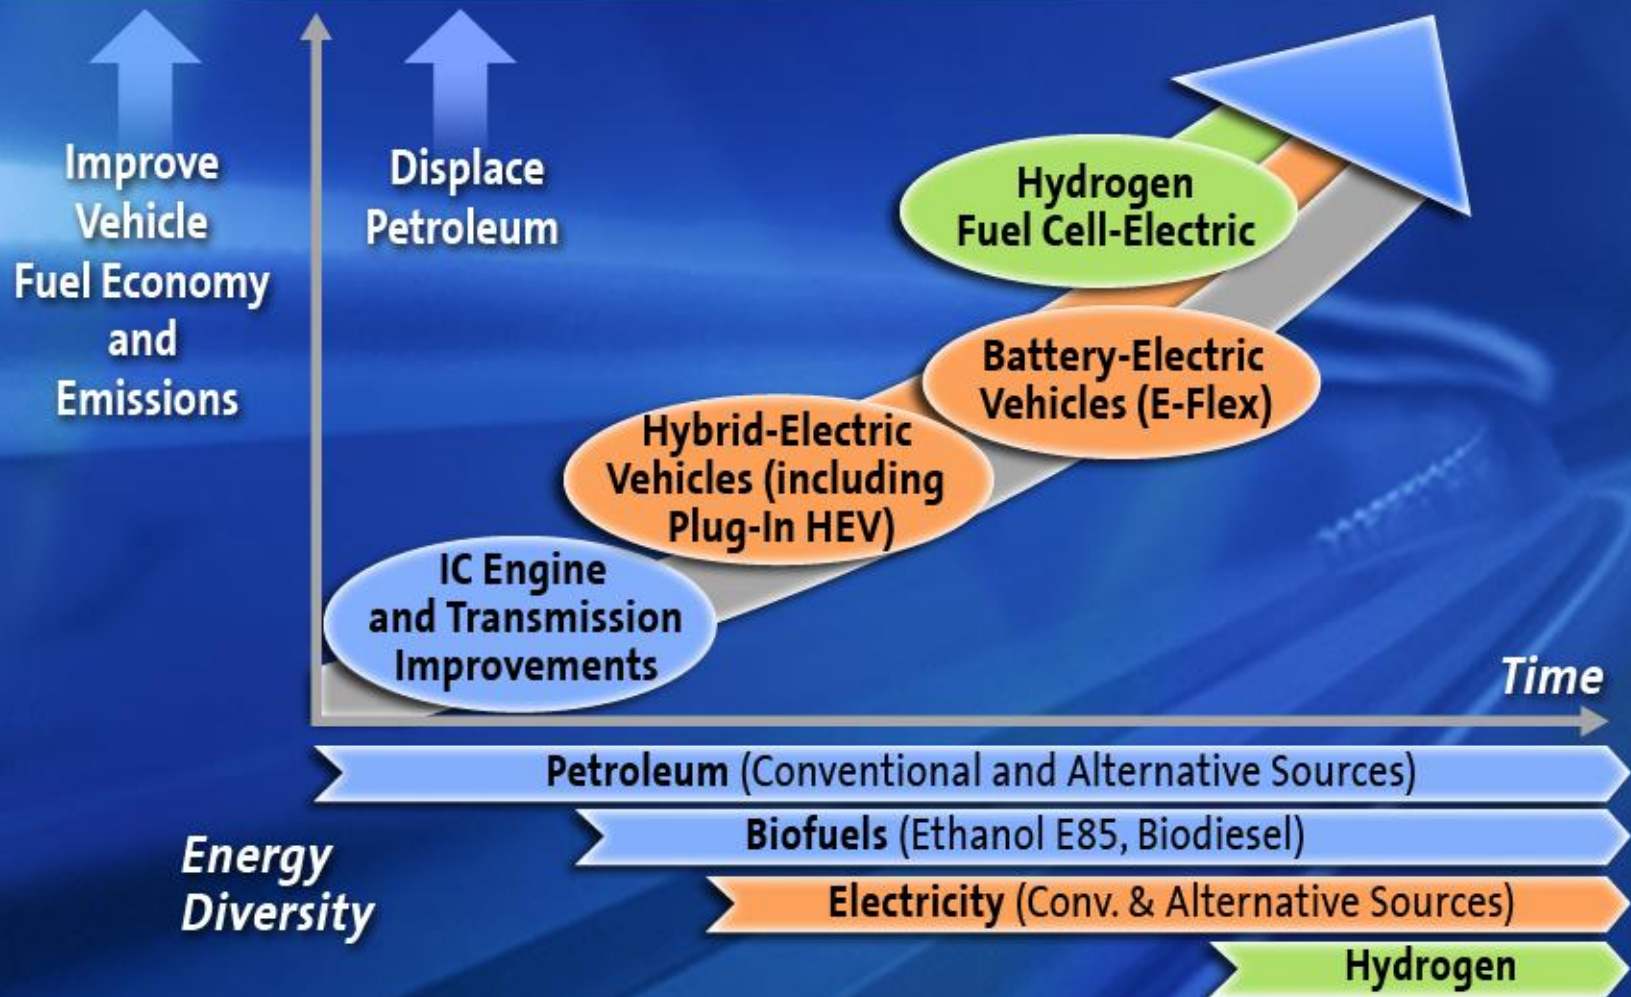 Improve
Vehicle
Fuel Economy
and
Emissions
Displace
Petroleum
Hydrogen
Fuel Cell-Electric
Battery-Electric
Vehicles (E-Flex)
Hybrid-Electric
Vehicles (including
Plug-In HEV)
IC Engine
and Transmission
Improvements
Time
Energy
Diversity
Petroleum (Conventional and Alternative Sources)
Biofuels (Ethanol E85, Biodiesel)
Electricity (Conv. & Alternative Sources)
Hydrogen